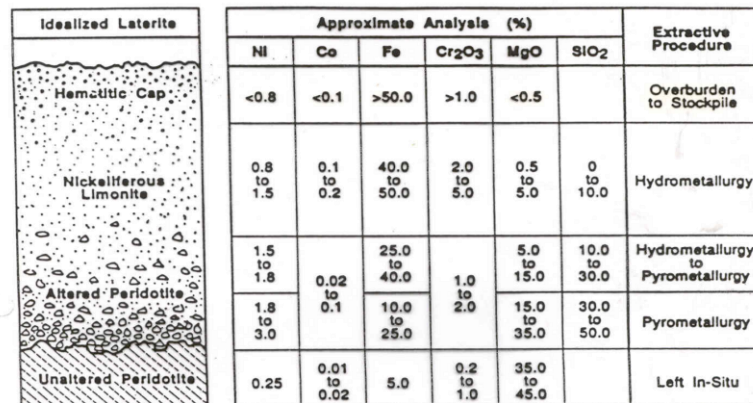 Idealized Laterite
Hematitic Cap
Nickeliferous
Limonite
Altered Peridotite
Unaltered Peridotite
Approximate Analysis (%)
Extractive
Procedure
Ni Co Fe Cr2O3 MgO SiO2
<0.8 <0.1 >50.0 >1.0 <0.5
Overburden
to Stockpile
0.8 0.1 40.0 2.0 0.5 0
to to to to to to
1.5 0.2 50.0 5.0 5.0 10.0
Hydrometallurgy
1.5 25.0 5.0 10.0
to to to to
1.8 40.0 15.0 30.0
Hydrometallurgy
to
Pyrometallurgy
0.02 1.0
to to
0.1 2.0
1.8 10.0 15.0 30.0
to to to to
3.0 25.0 35.0 50.0
Pyrometallurgy
0.25 0.01 5.0 0.2 35.0
to to to
0.02 1.0 45.0
Left In-Situ